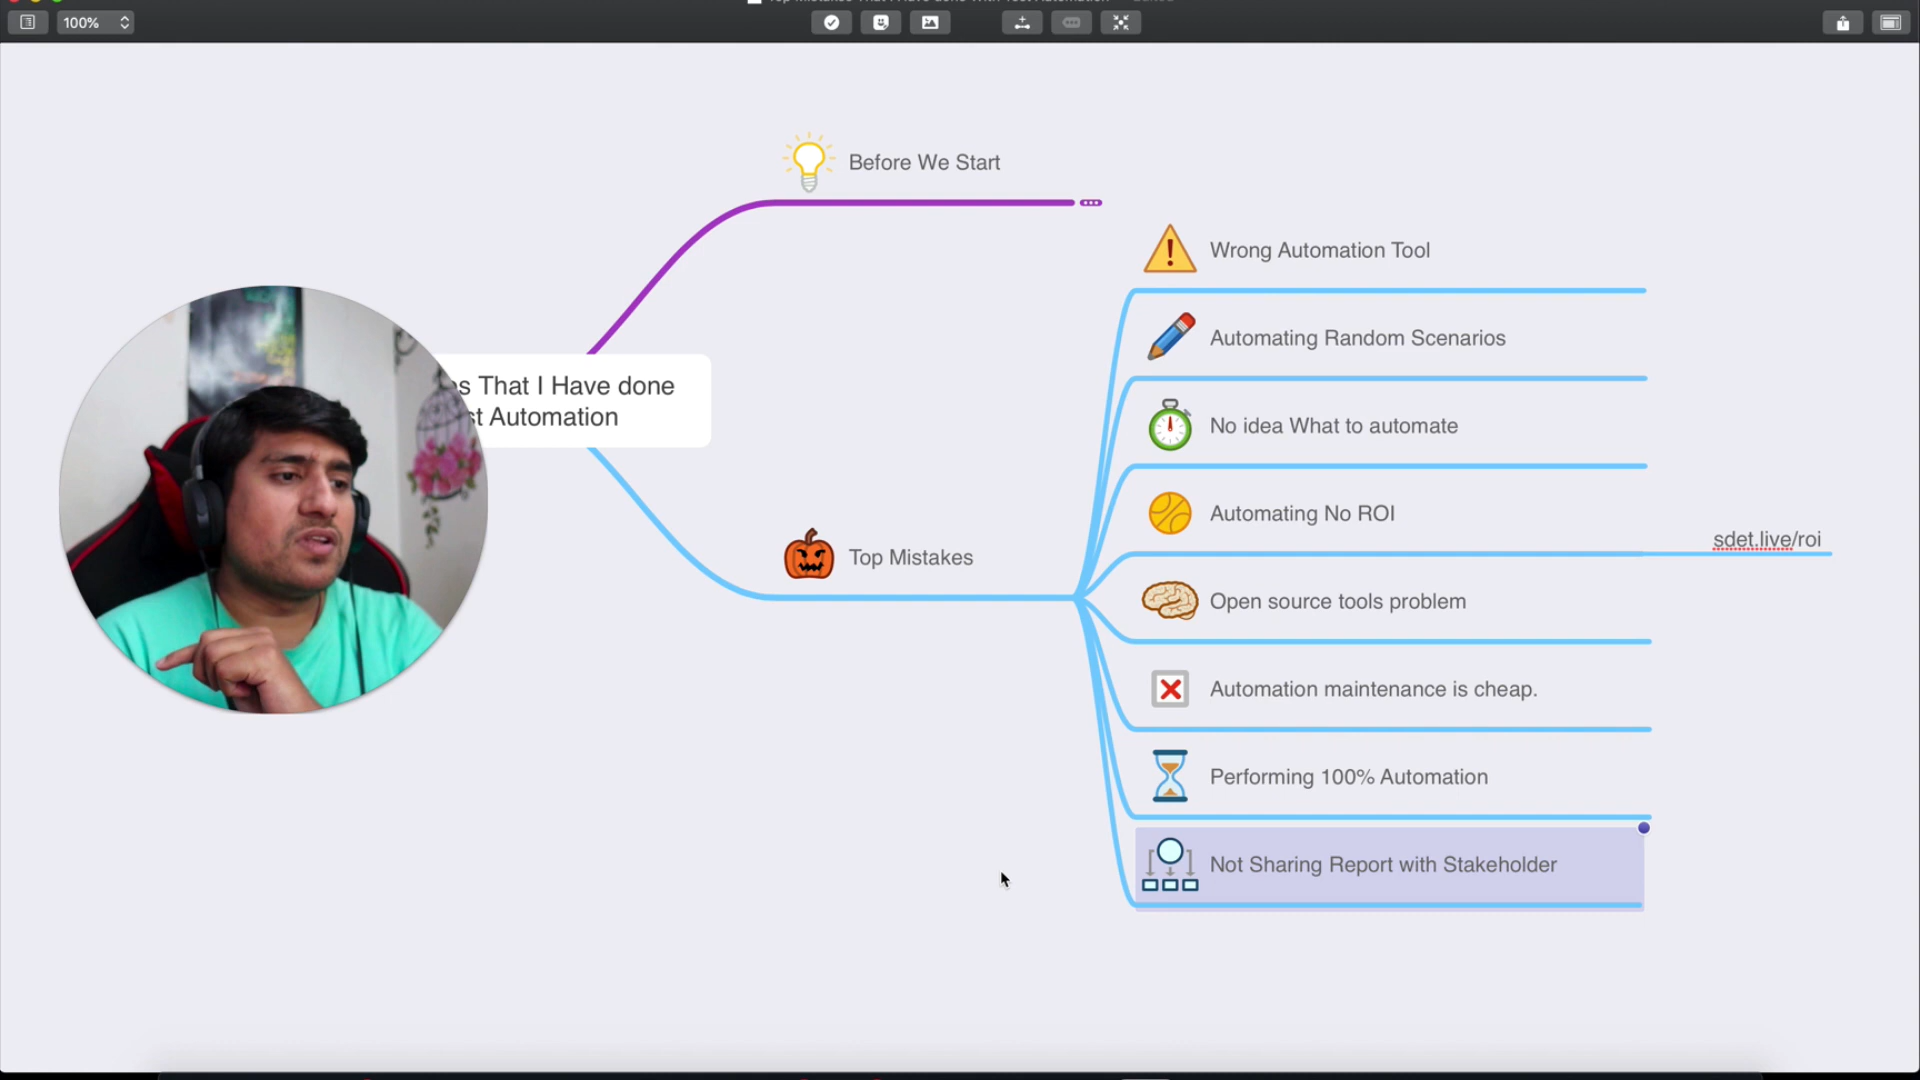 100%
Before We Start
Wrong Automation Tool
Automating Random Scenarios
s That I Have done
st Automation
No idea What to automate
Automating No ROI
sdet.live/roi
Top Mistakes
Open source tools problem
Automation maintenance is cheap.
Performing 100% Automation
Not Sharing Report with Stakeholder